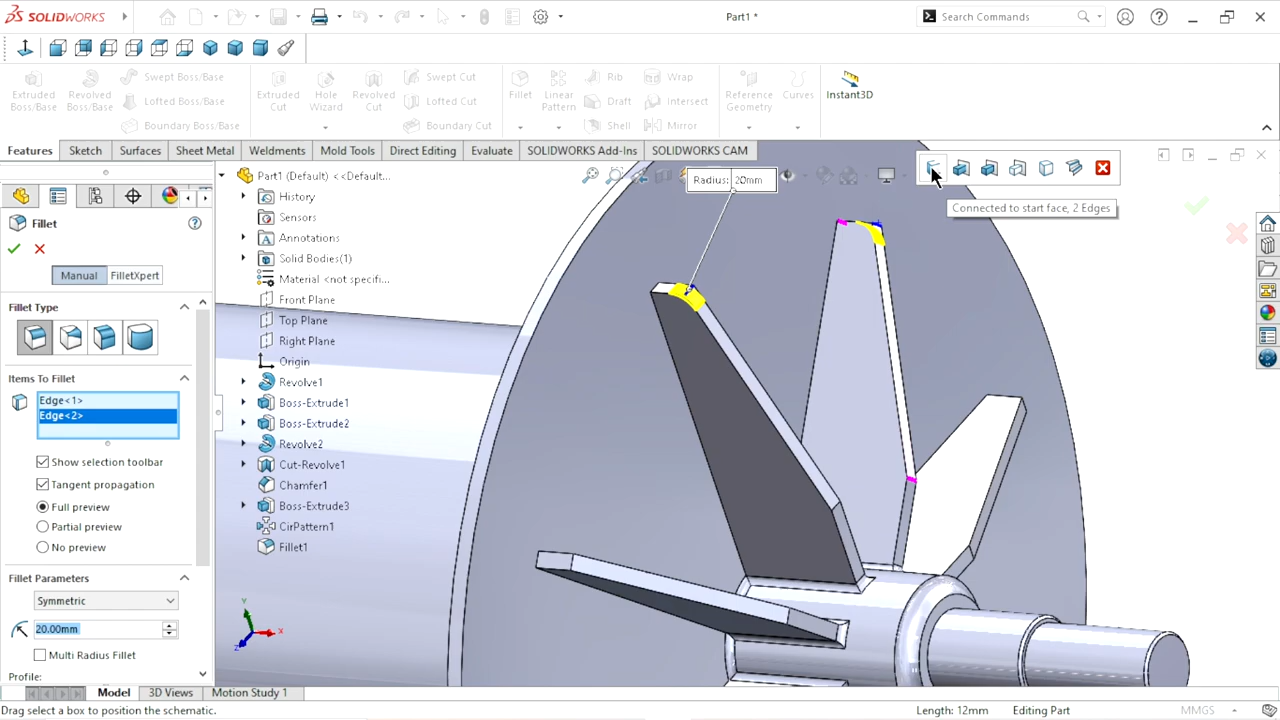 SOLIDWORKS
Part1 *
Search Commands
Extruded Boss/Base
Revolved Boss/Base
Swept Boss/Base
Lofted Boss/Base
Boundary Boss/Base
Extruded Cut
Hole Wizard
Revolved Cut
Swept Cut
Lofted Cut
Boundary Cut
Fillet
Linear Pattern
Rib
Draft
Shell
Wrap
Intersect
Mirror
Reference Geometry
Curves
Instant3D
Features
Sketch
Surfaces
Sheet Metal
Weldments
Mold Tools
Direct Editing
Evaluate
SOLIDWORKS Add-Ins
SOLIDWORKS CAM
Fillet
Manual
FilletXpert
Fillet Type
Items To Fillet
Edge<1>
Edge<2>
Show selection toolbar
Tangent propagation
Full preview
Partial preview
No preview
Fillet Parameters
Symmetric
20.00mm
Multi Radius Fillet
Profile:
Part1 (Default) <<Default...
History
Sensors
Annotations
Solid Bodies(1)
Material <not specifi...
Front Plane
Top Plane
Right Plane
Origin
Revolve1
Boss-Extrude1
Boss-Extrude2
Revolve2
Cut-Revolve1
Chamfer1
Boss-Extrude3
CirPattern1
Fillet1
Radius: 20mm
Connected to start face, 2 Edges
Y
X
Z
Model
3D Views
Motion Study 1
Drag select a box to position the schematic.
Length: 12mm
Editing Part
MMGS